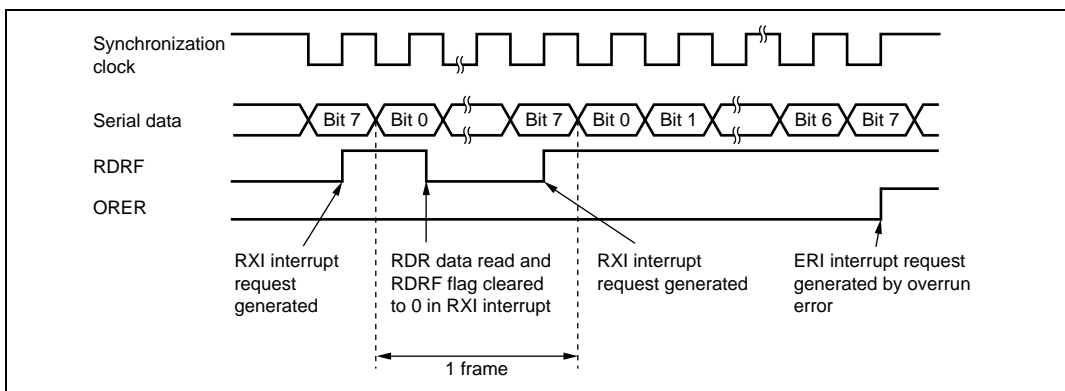 Synchronization
clock
Serial data
Bit 7 Bit 0 Bit 7 Bit 0 Bit 1 Bit 6 Bit 7
RDRF
ORER
RXI interrupt
request
generated
RDR data read and
RDRF flag cleared
to 0 in RXI interrupt
RXI interrupt
request generated
ERI interrupt request
generated by overrun
error
1 frame